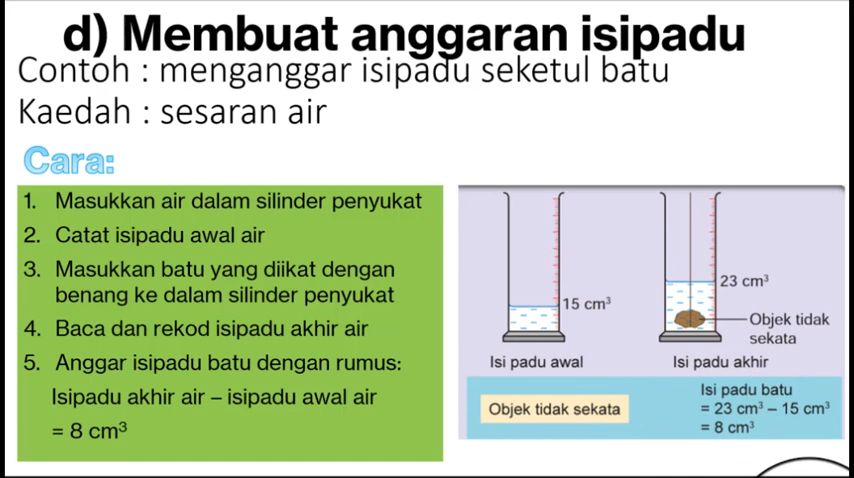 d) Membuat anggaran isipadu
Contoh : menganggar isipadu seketul batu
Kaedah : sesaran air
Cara:
1. Masukkan air dalam silinder penyukat
2. Catat isipadu awal air
3. Masukkan batu yang diikat dengan
benang ke dalam silinder penyukat
4. Baca dan rekod isipadu akhir air
5. Anggar isipadu batu dengan rumus:
Isipadu akhir air – isipadu awal air
= 8 cm³
15 cm³
23 cm³
Objek tidak
sekata
Isi padu awal
Isi padu akhir
Objek tidak sekata
Isi padu batu
= 23 cm³ – 15 cm³
= 8 cm³